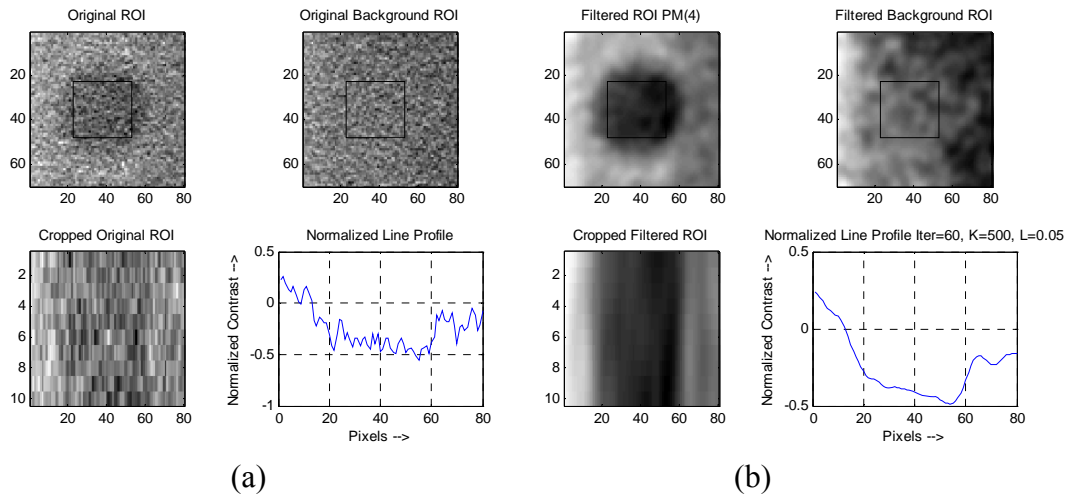 Original ROI
20
40
60
20 40 60 80
Original Background ROI
20
40
60
20 40 60 80
Cropped Original ROI
2
4
6
8
10
20 40 60 80
Normalized Line Profile
Normalized Contrast -->
0.5
0
-0.5
-1
0 20 40 60 80
Pixels -->
(a)
Filtered ROI PM(4)
20
40
60
20 40 60 80
Filtered Background ROI
20
40
60
20 40 60 80
Cropped Filtered ROI
2
4
6
8
10
20 40 60 80
Normalized Line Profile Iter=60, K=500, L=0.05
Normalized Contrast -->
0.5
0
-0.5
0 20 40 60 80
Pixels -->
(b)